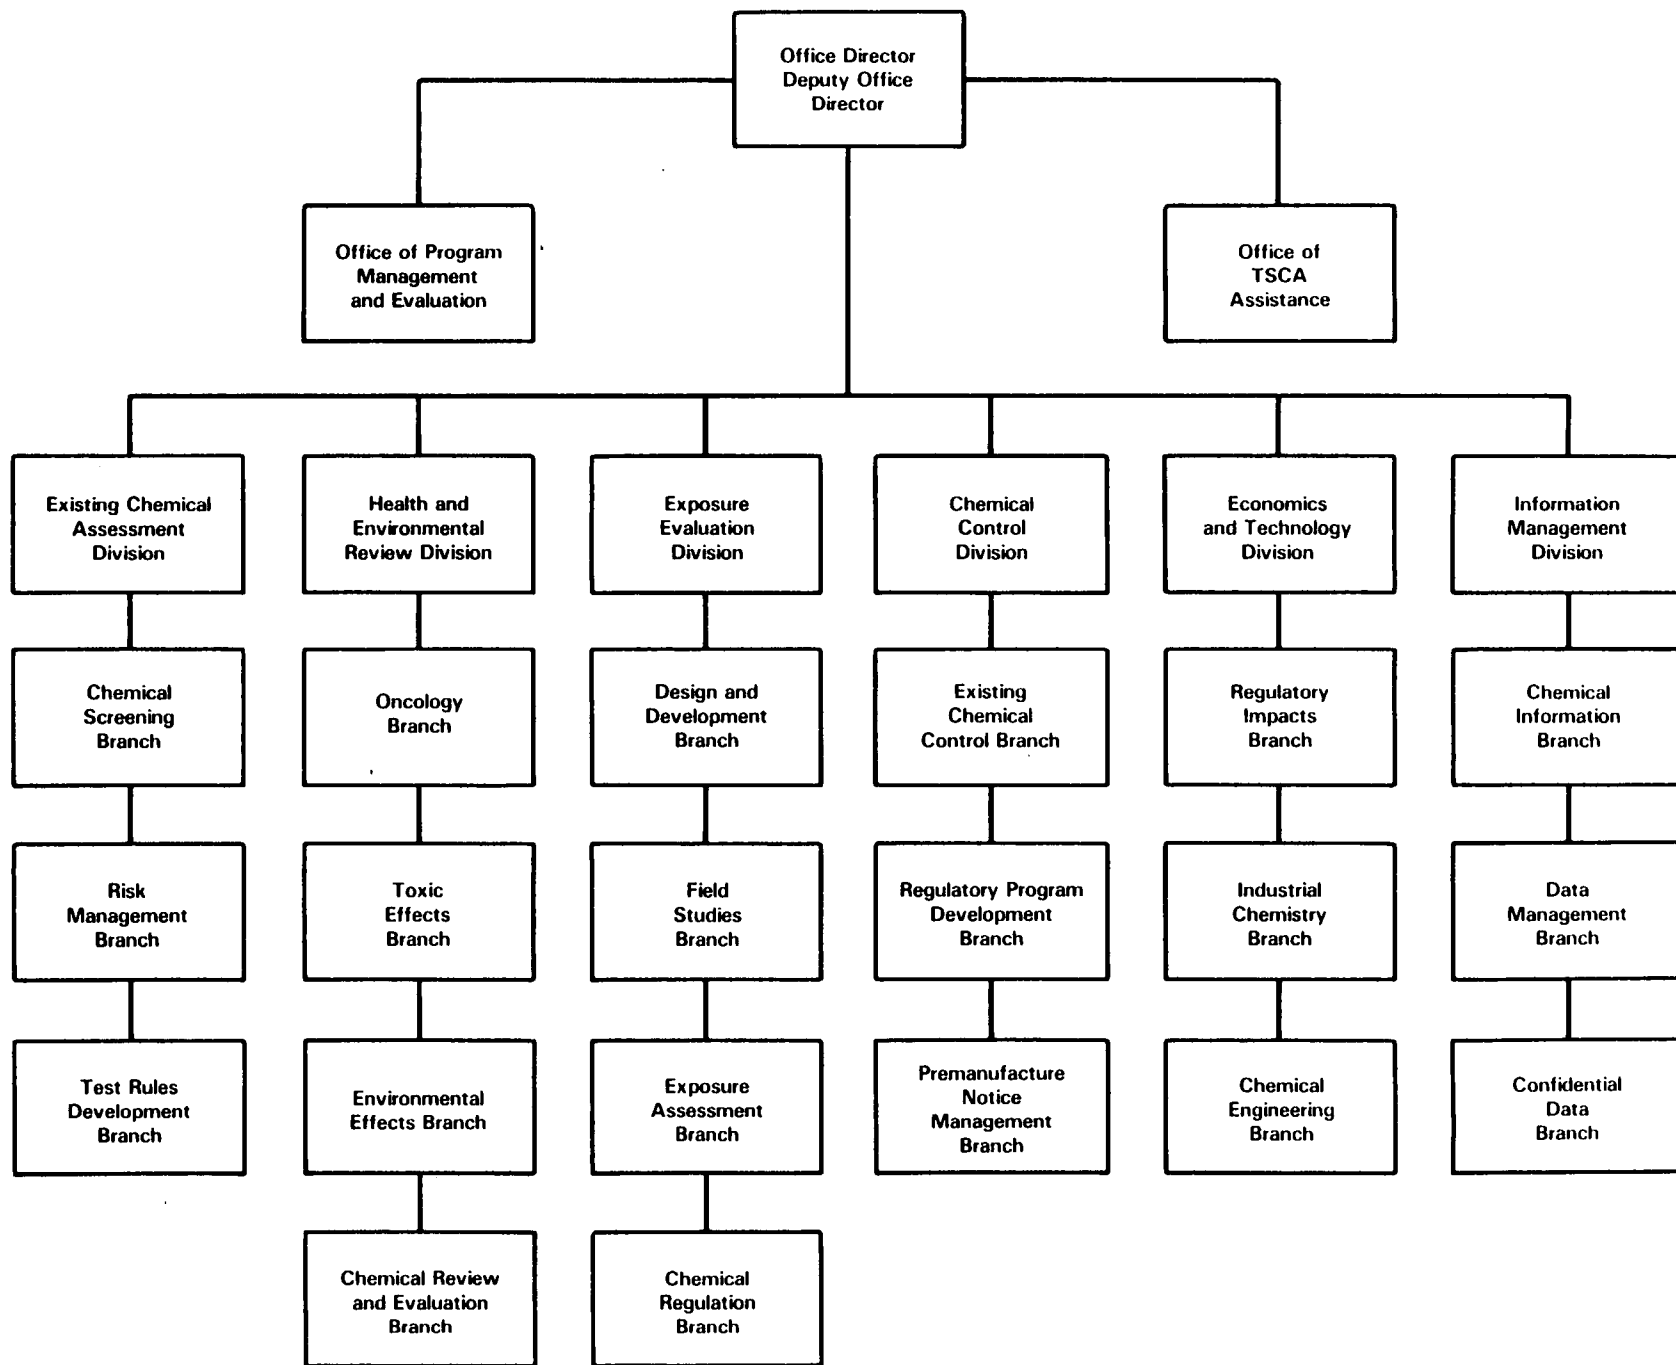 Office Director
Deputy Office
Director
Office of Program
Management
and Evaluation
Office of
TSCA
Assistance
Existing Chemical
Assessment
Division
Health and
Environmental
Review Division
Exposure
Evaluation
Division
Chemical
Control
Division
Economics
and Technology
Division
Information
Management
Division
Chemical
Screening
Branch
Oncology
Branch
Design and
Development
Branch
Existing
Chemical
Control Branch
Regulatory
Impacts
Branch
Chemical
Information
Branch
Risk
Management
Branch
Toxic
Effects
Branch
Field
Studies
Branch
Regulatory Program
Development
Branch
Industrial
Chemistry
Branch
Data
Management
Branch
Test Rules
Development
Branch
Environmental
Effects Branch
Exposure
Assessment
Branch
Premanufacture
Notice
Management
Branch
Chemical
Engineering
Branch
Confidential
Data
Branch
Chemical Review
and Evaluation
Branch
Chemical
Regulation
Branch